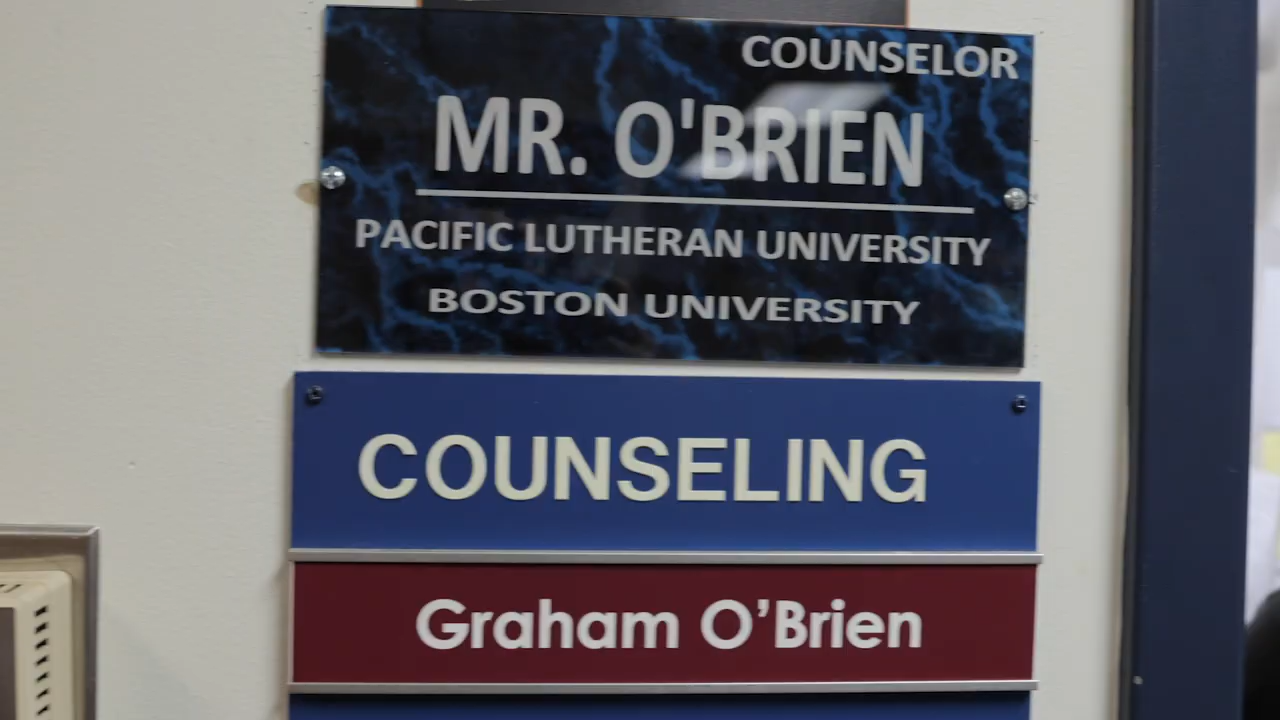 COUNSELOR
MR. O'BRIEN
PACIFIC LUTHERAN UNIVERSITY
BOSTON UNIVERSITY
COUNSELING
Graham O’Brien